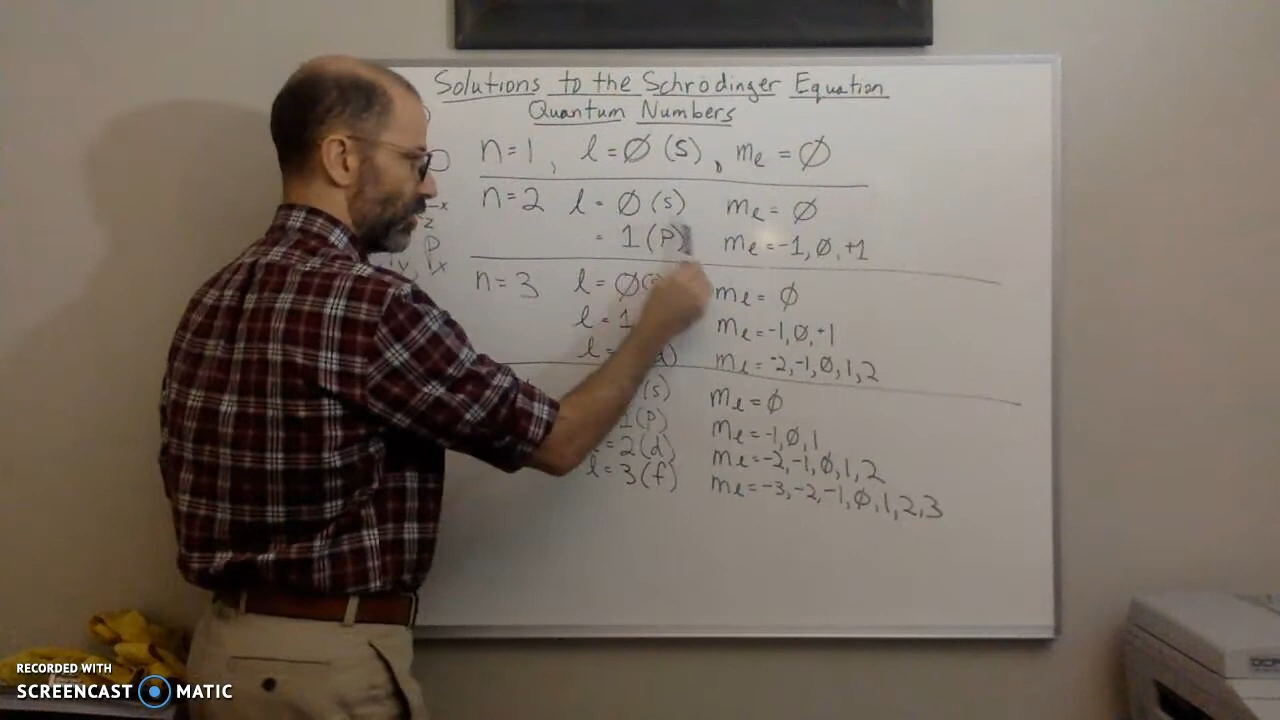 Solutions to the Schrodinger Equation
Quantum Numbers
n=1, l=Ø (s), mℓ = Ø
n=2 l = Ø (s) mℓ = Ø
= 1 (p) mℓ = -1, Ø, +1
n=3 l = Ø mℓ = Ø
l = 1 mℓ = -1, Ø, +1
l = mℓ = -2, -1, Ø, 1, 2
(s) mℓ = Ø
1 (p) mℓ = -1, Ø, 1
= 2 (d) mℓ = -2, -1, Ø, 1, 2
l = 3 (f) mℓ = -3, -2, -1, Ø, 1, 2, 3
RECORDED WITH
SCREENCAST MATIC